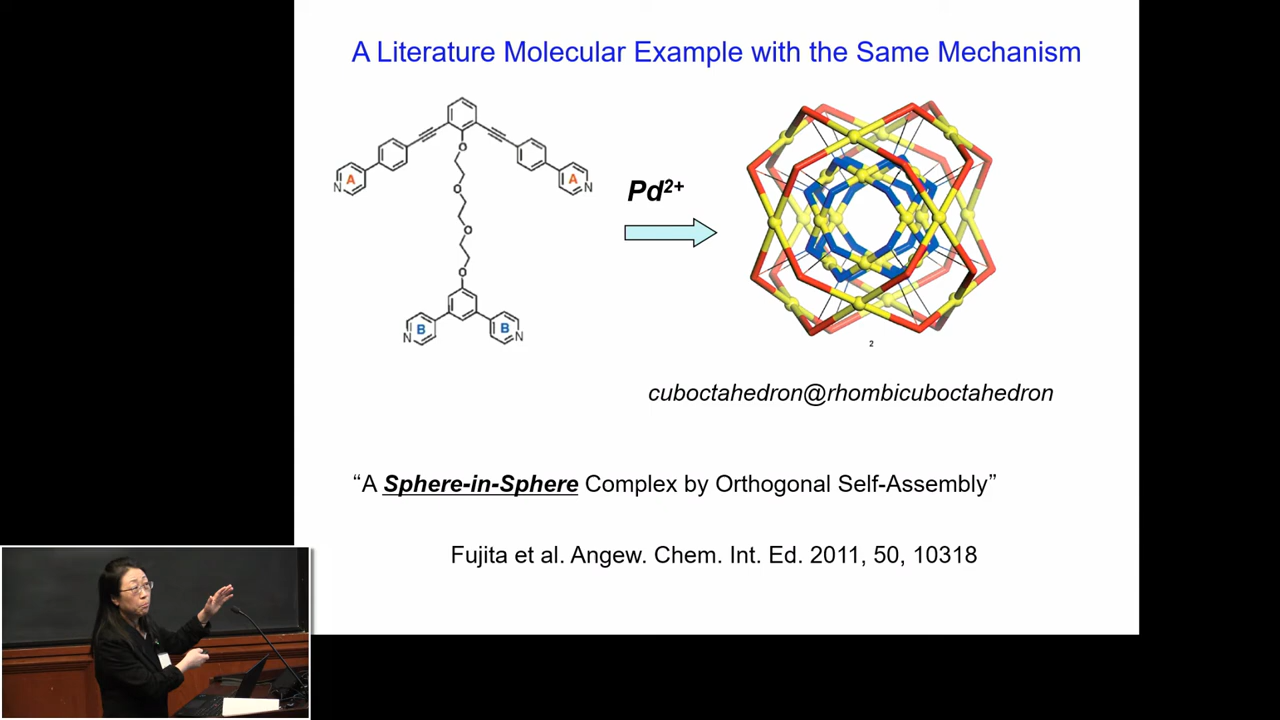 A Literature Molecular Example with the Same Mechanism
O
N
A
A
N
O
O
O
Pd2+
B
B
N
N
2
cuboctahedron@rhombicuboctahedron
“A Sphere-in-Sphere Complex by Orthogonal Self-Assembly”
Fujita et al. Angew. Chem. Int. Ed. 2011, 50, 10318